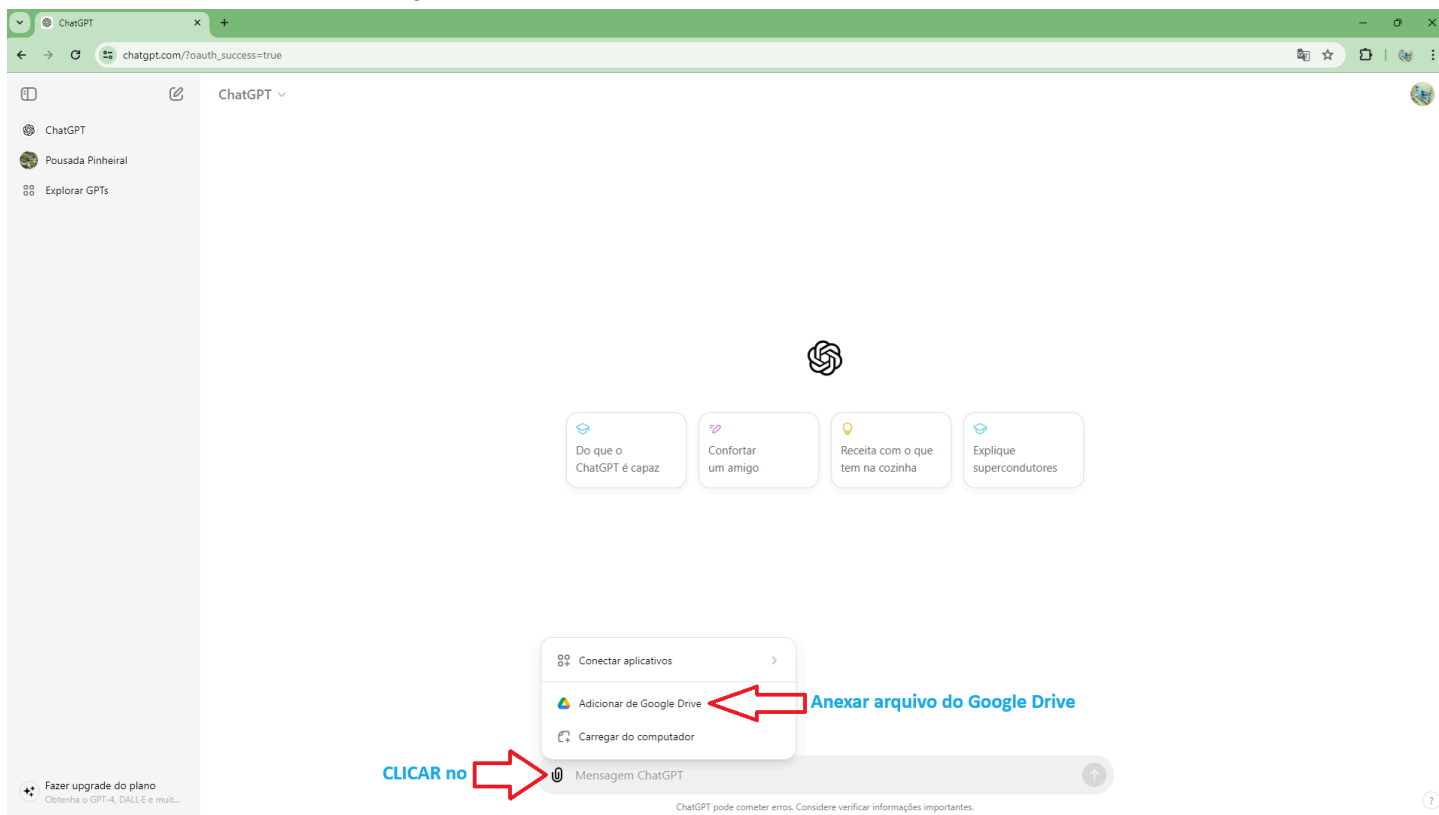 ChatGPT
chatgpt.com/?oauth_success=true
ChatGPT
ChatGPT
Pousada Pinheiral
Explorar GPTs
Do que o
ChatGPT é capaz
Confortar
um amigo
Receita com o que
tem na cozinha
Explique
supercondutores
Conectar aplicativos
Adicionar de Google Drive
Anexar arquivo do Google Drive
Carregar do computador
CLICAR no
Mensagem ChatGPT
Fazer upgrade do plano
Obtenha o GPT-4, DALL·E e muit...
ChatGPT pode cometer erros. Considere verificar informações importantes.
?